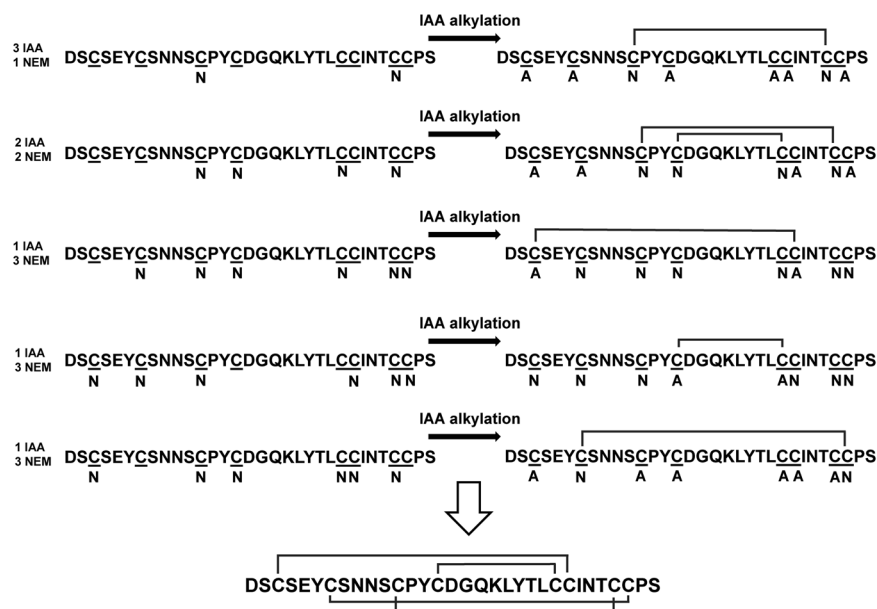 IAA alkylation
3 IAA
1 NEM
DSCSEYCSNNSCPYCDGQKLYTLCCINTCCPS DSCSEYCSNNSCPYCDGQKLYTLCCINTCCPS
N N A A N A AA N A
IAA alkylation
2 IAA
2 NEM
DSCSEYCSNNSCPYCDGQKLYTLCCINTCCPS DSCSEYCSNNSCPYCDGQKLYTLCCINTCCPS
N N N N A A N N NA NA
IAA alkylation
1 IAA
3 NEM
DSCSEYCSNNSCPYCDGQKLYTLCCINTCCPS DSCSEYCSNNSCPYCDGQKLYTLCCINTCCPS
N N N N NN A N N N NA NN
IAA alkylation
1 IAA
3 NEM
DSCSEYCSNNSCPYCDGQKLYTLCCINTCCPS DSCSEYCSNNSCPYCDGQKLYTLCCINTCCPS
N N N N NN N N N A AN NN
IAA alkylation
1 IAA
3 NEM
DSCSEYCSNNSCPYCDGQKLYTLCCINTCCPS DSCSEYCSNNSCPYCDGQKLYTLCCINTCCPS
N N N NN N A N A A AA AN
DSCSEYCSNNSCPYCDGQKLYTLCCINTCCPS